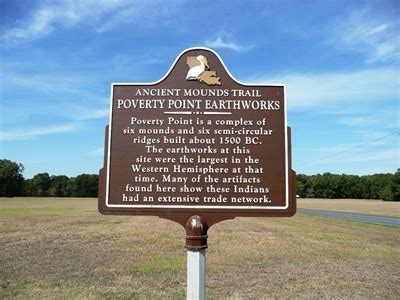 ANCIENT MOUNDS TRAIL
POVERTY POINT EARTHWORKS
Poverty Point is a complex of
six mounds and six semi-circular
ridges built about 1500 BC.
The earthworks at this
site were the largest in the
Western Hemisphere at that
time. Many of the artifacts
found here show these Indians
had an extensive trade network.